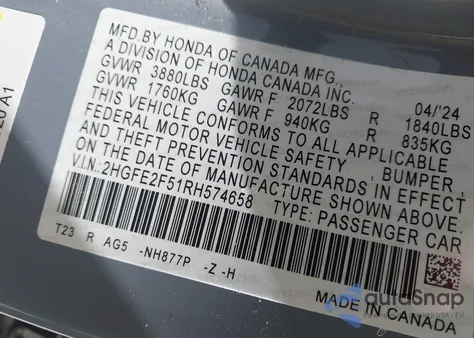 MFD.BY HONDA OF CANADA MFG.
A DIVISION OF HONDA CANADA INC. 04/'24
GVWR 3880LBS GAWR F 2072LBS R 1840LBS
GVWR 1760KG GAWR F 940KG R 835KG
THIS VEHICLE CONFORMS TO ALL APPLICABLE
FEDERAL MOTOR VEHICLE SAFETY, BUMPER,
AND THEFT PREVENTION STANDARDS IN EFFECT
ON THE DATE OF MANUFACTURE SHOWN ABOVE.
V.I.N: 2HGFE2F51RH574658 TYPE: PASSENGER CAR
T23 R AG5 -NH877P -Z -H
MADE IN CANADA
autoSnap